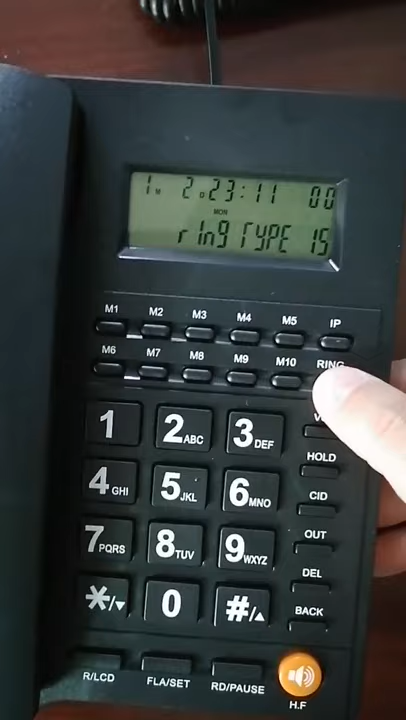 1 M 2 D 23:11 00
MON
rIng TYPE 15
M1 M2 M3 M4 M5 IP
M6 M7 M8 M9 M10 RING
1 2 ABC 3 DEF
4 GHI 5 JKL 6 MNO HOLD
CID
7 PQRS 8 TUV 9 WXYZ OUT
DEL
*/▼ 0 #/▲ BACK
R/LCD FLA/SET RD/PAUSE H.F